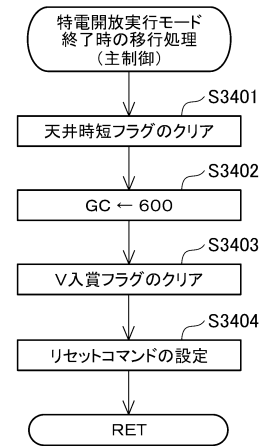 特電開放実行モード
終了時の移行処理
(主制御)
S3401
天井時短フラグのクリア
S3402
GC ← 600
S3403
V入賞フラグのクリア
S3404
リセットコマンドの設定
RET